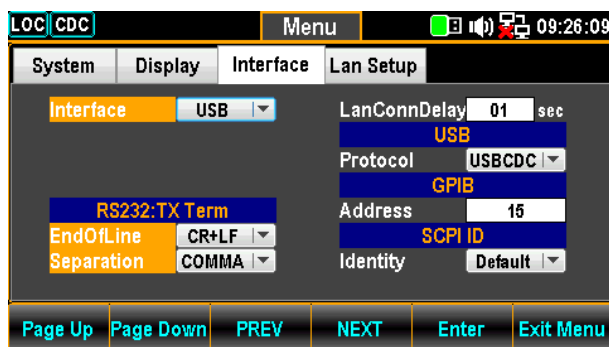 LOC CDC Menu 09:26:09
System Display Interface Lan Setup
Interface USB
LanConnDelay 01 sec
USB
Protocol USBCDC
GPIB
RS232:TX Term
Address 15
EndOfLine CR+LF
SCPI ID
Separation COMMA
Identity Default
Page Up Page Down PREV NEXT Enter Exit Menu